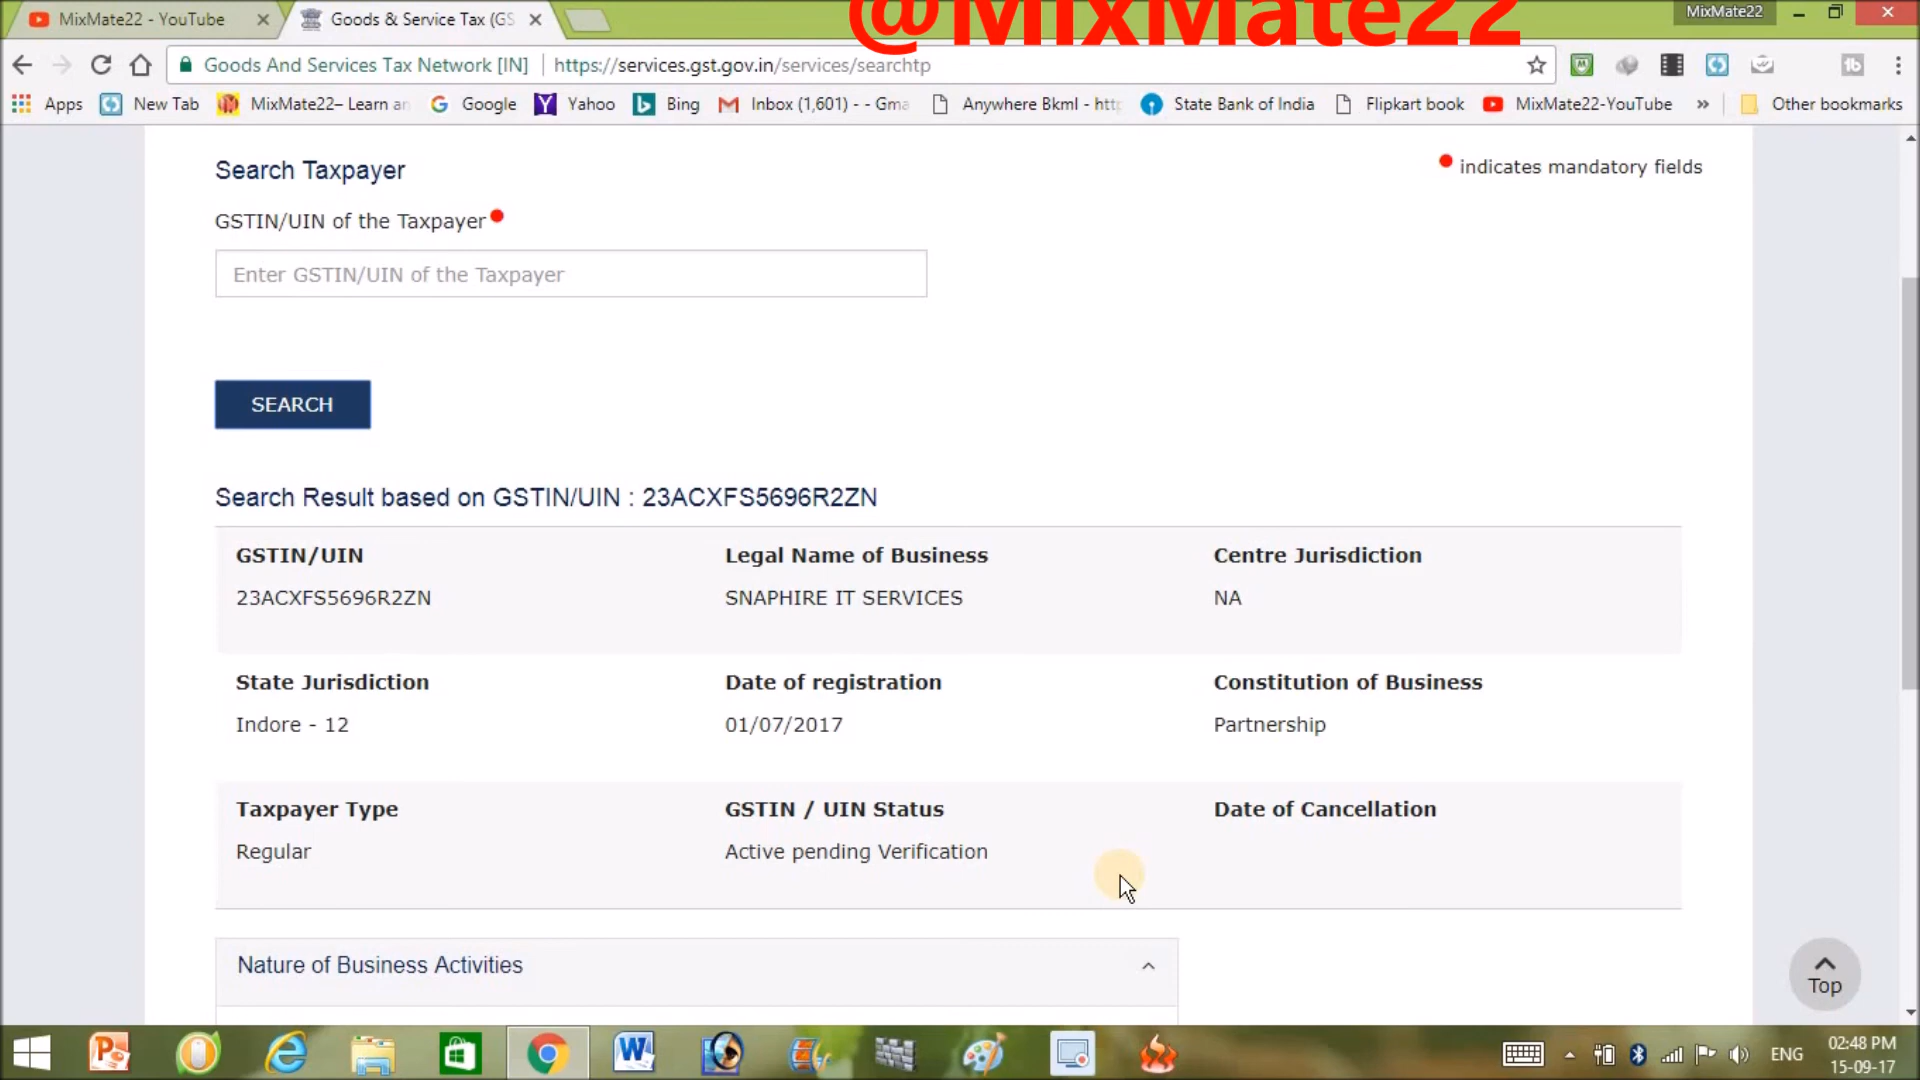 MixMate22 - YouTube
Goods & Service Tax (GS
@MixMate22
MixMate22
Goods And Services Tax Network [IN]
https://services.gst.gov.in/services/searchtp
Apps
New Tab
MixMate22– Learn an
Google
Yahoo
Bing
Inbox (1,601) - - Gma
Anywhere Bkml - htt
State Bank of India
Flipkart book
MixMate22-YouTube
»
Other bookmarks
Search Taxpayer
indicates mandatory fields
GSTIN/UIN of the Taxpayer
Enter GSTIN/UIN of the Taxpayer
SEARCH
Search Result based on GSTIN/UIN : 23ACXFS5696R2ZN
GSTIN/UIN
Legal Name of Business
Centre Jurisdiction
23ACXFS5696R2ZN
SNAPHIRE IT SERVICES
NA
State Jurisdiction
Date of registration
Constitution of Business
Indore - 12
01/07/2017
Partnership
Taxpayer Type
GSTIN / UIN Status
Date of Cancellation
Regular
Active pending Verification
Nature of Business Activities
Top
ENG
02:48 PM
15-09-17